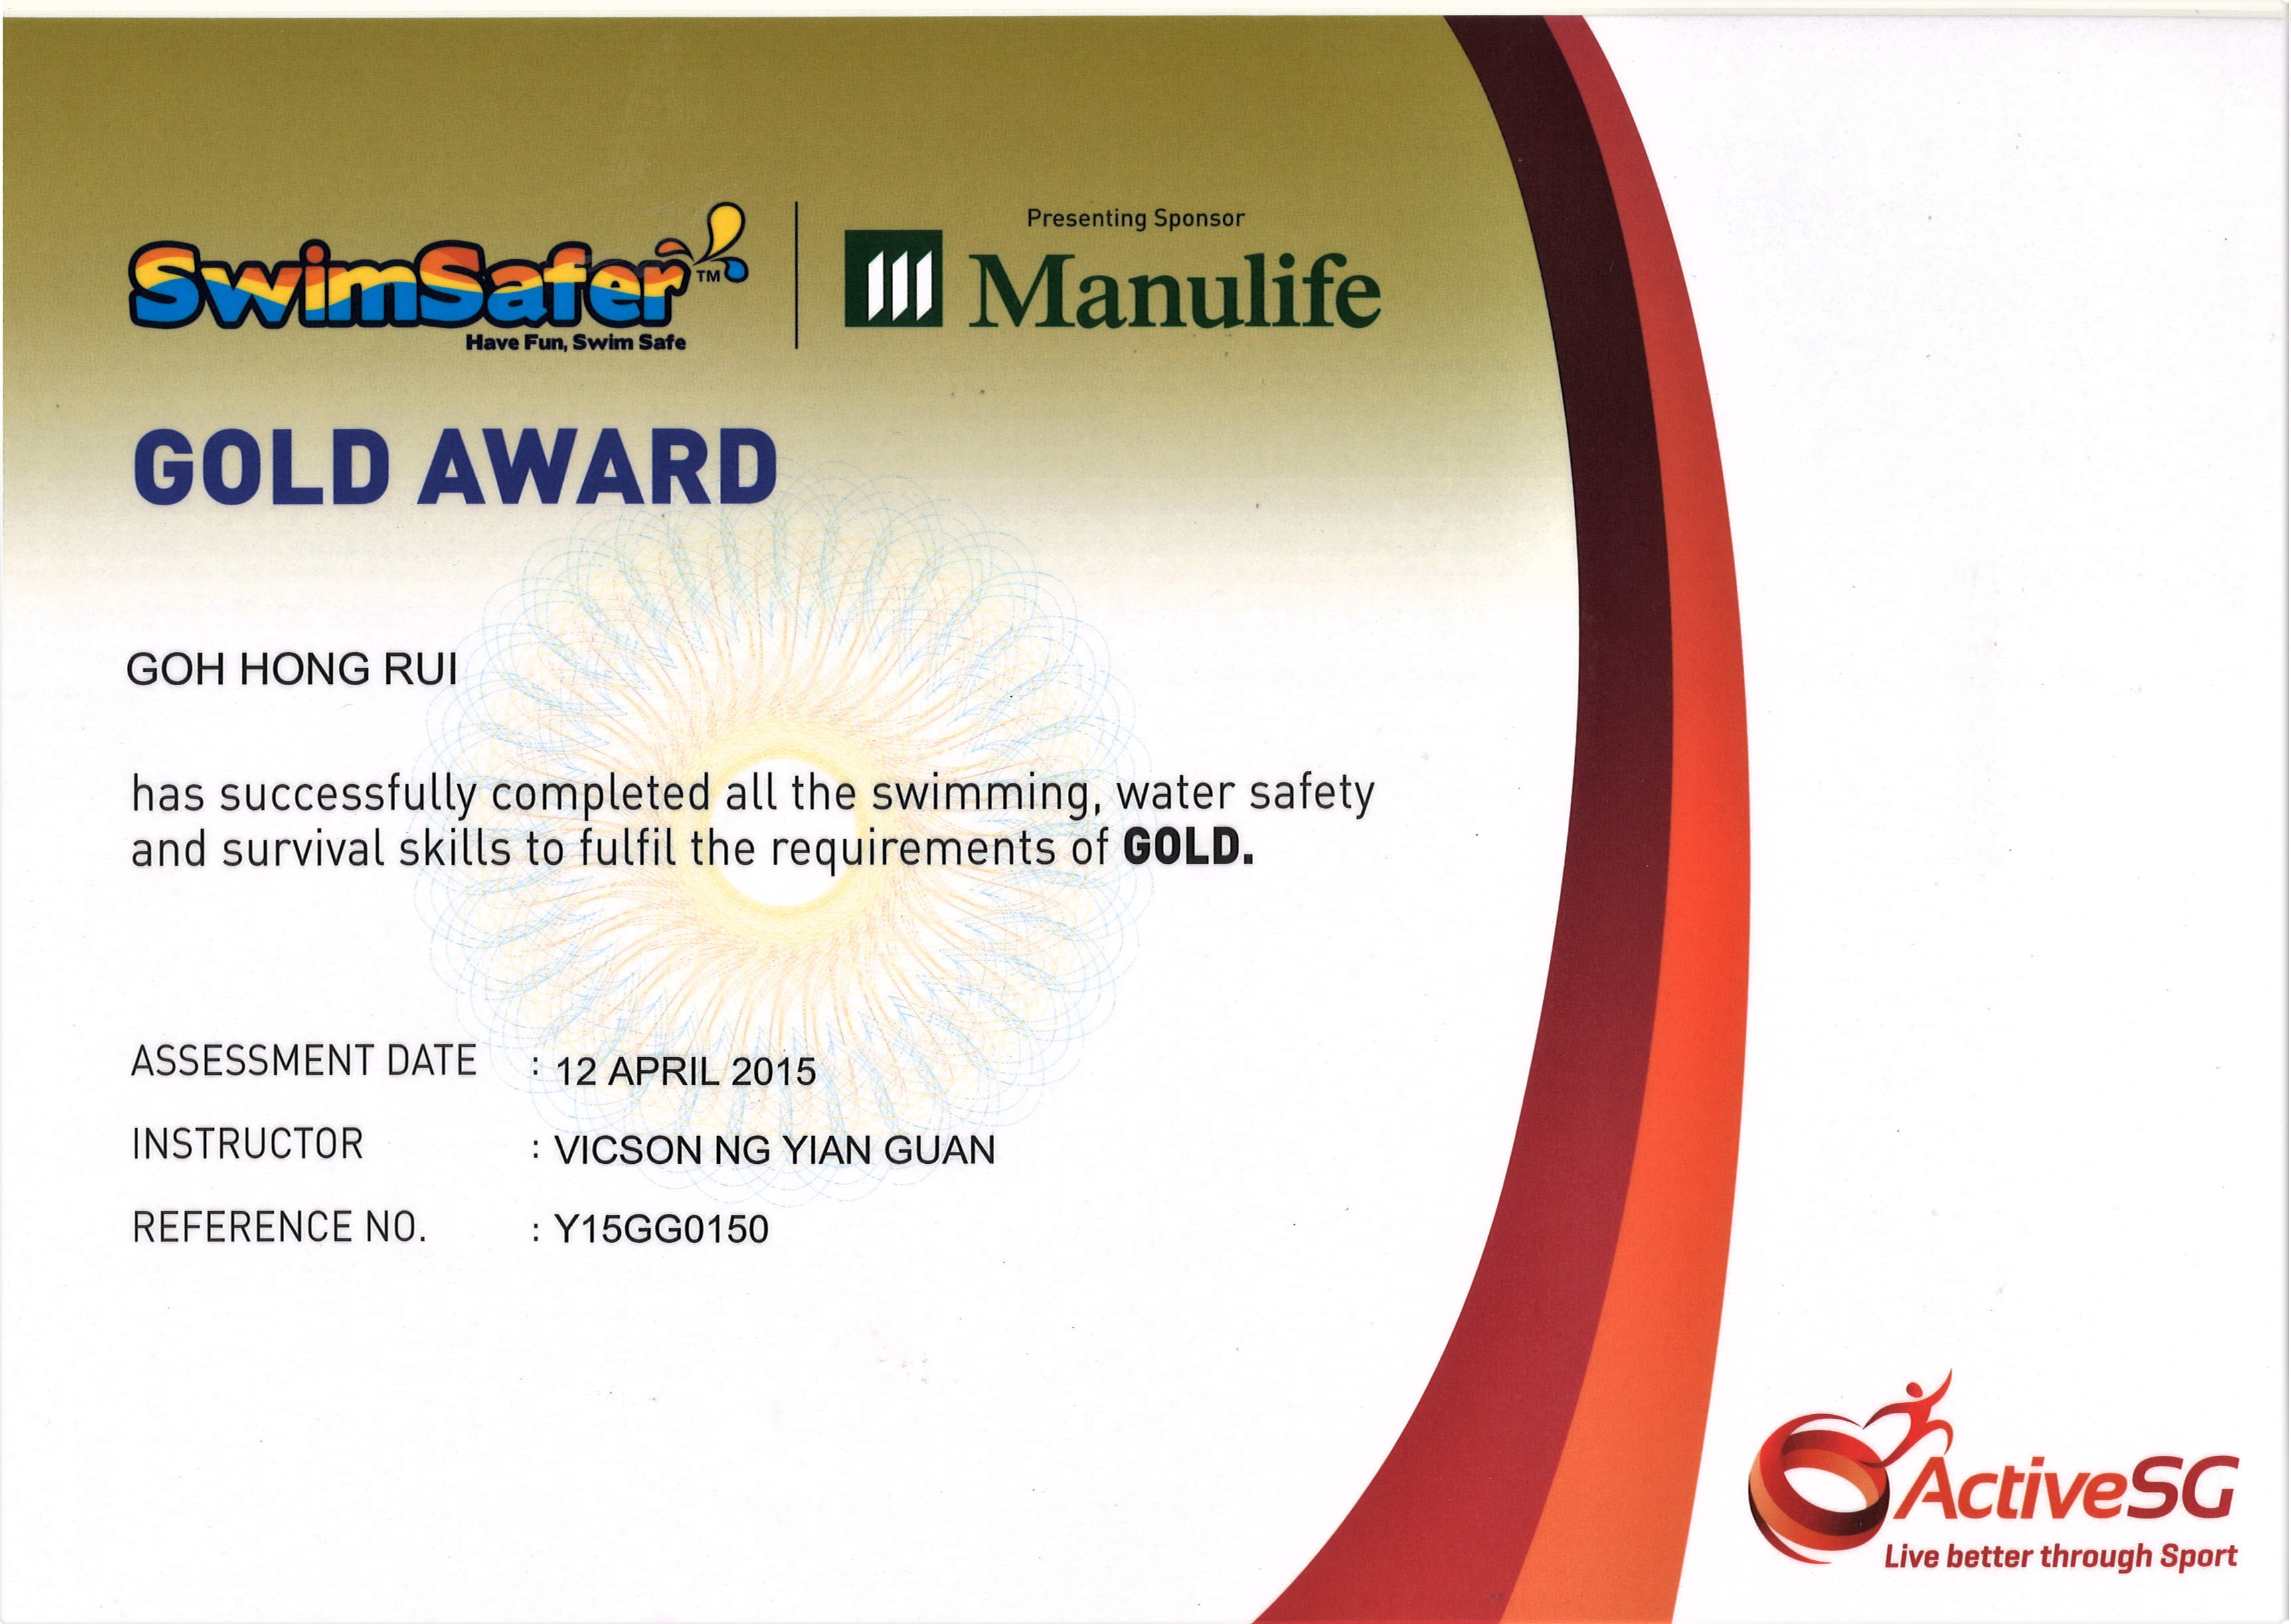 SwimSafer™
Have Fun, Swim Safe
Presenting Sponsor
Manulife
GOLD AWARD
GOH HONG RUI
has successfully completed all the swimming, water safety
and survival skills to fulfil the requirements of GOLD.
ASSESSMENT DATE : 12 APRIL 2015
INSTRUCTOR : VICSON NG YIAN GUAN
REFERENCE NO. : Y15GG0150
ActiveSG
Live better through Sport